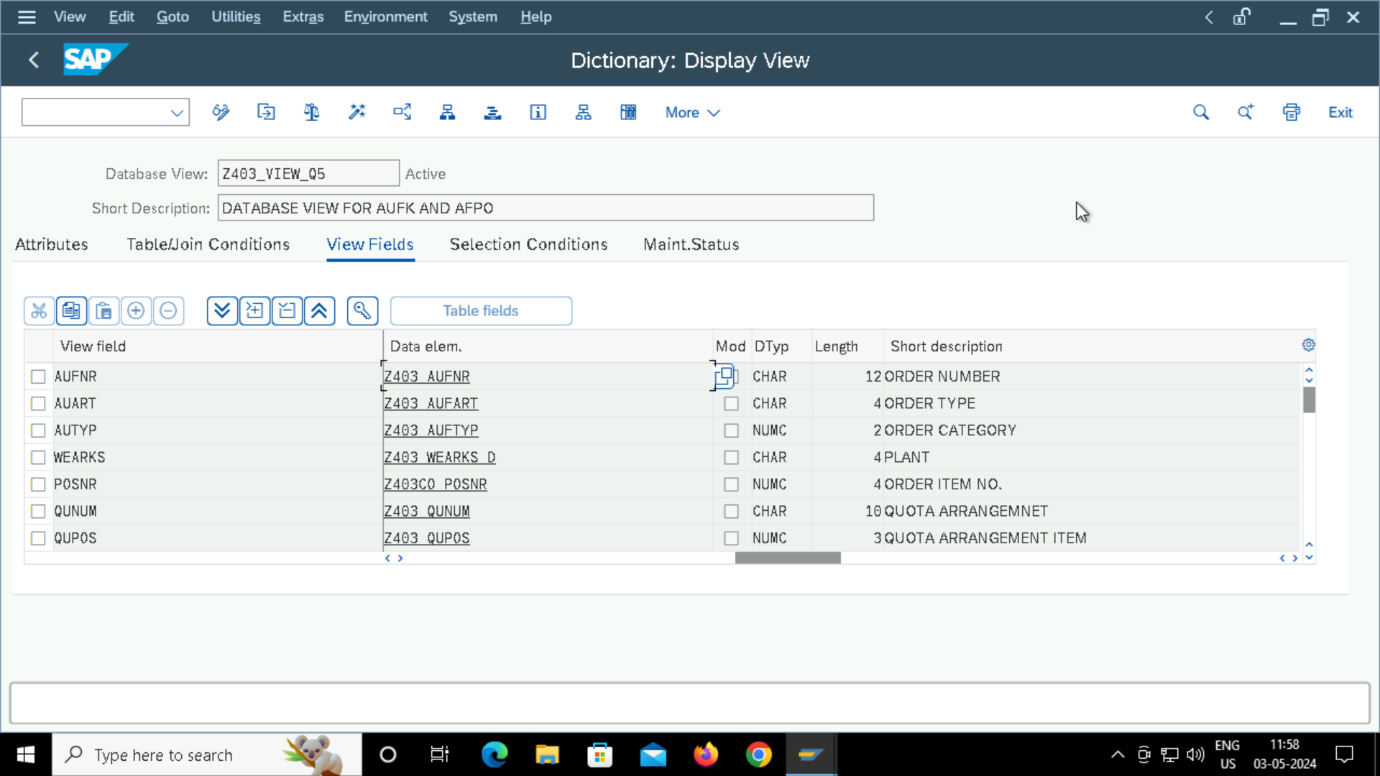 View Edit Goto Utilities Extras Environment System Help
SAP Dictionary: Display View
More Exit
Database View: Z403_VIEW_Q5 Active
Short Description: DATABASE VIEW FOR AUFK AND AFPO
Attributes Table/Join Conditions View Fields Selection Conditions Maint.Status
Table fields
View field Data elem. Mod DTyp Length Short description
AUFNR Z403_AUFNR CHAR 12 ORDER NUMBER
AUART Z403_AUFART CHAR 4 ORDER TYPE
AUTYP Z403_AUFTYP NUMC 2 ORDER CATEGORY
WEARKS Z403_WEARKS_D CHAR 4 PLANT
POSNR Z403CO_POSNR NUMC 4 ORDER ITEM NO.
QUNUM Z403_QUNUM CHAR 10 QUOTA ARRANGEMNET
QUPOS Z403_QUPOS NUMC 3 QUOTA ARRANGEMENT ITEM
Type here to search
ENG
US
11:58
03-05-2024